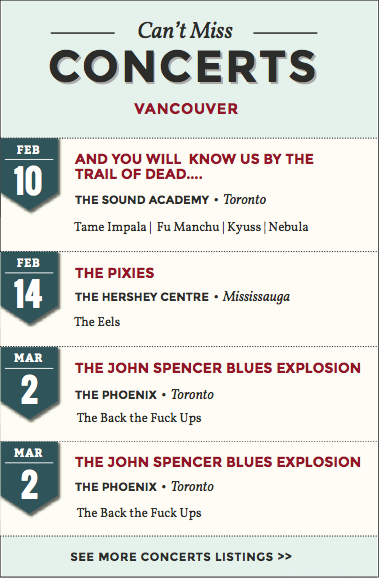 Can't Miss
CONCERTS
VANCOUVER
FEB
10
AND YOU WILL KNOW US BY THE
TRAIL OF DEAD....
THE SOUND ACADEMY • Toronto
Tame Impala | Fu Manchu | Kyuss | Nebula
FEB
14
THE PIXIES
THE HERSHEY CENTRE • Mississauga
The Eels
MAR
2
THE JOHN SPENCER BLUES EXPLOSION
THE PHOENIX • Toronto
The Back the Fuck Ups
MAR
2
THE JOHN SPENCER BLUES EXPLOSION
THE PHOENIX • Toronto
The Back the Fuck Ups
SEE MORE CONCERTS LISTINGS >>